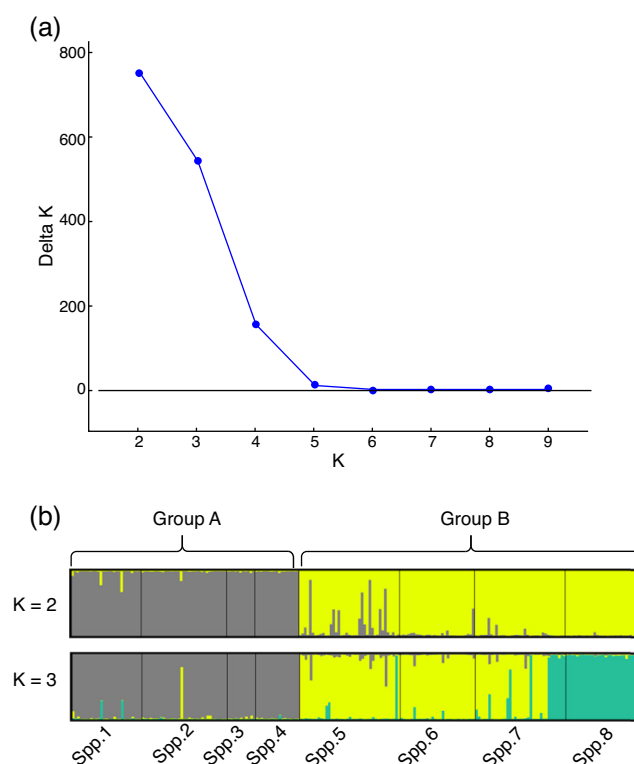 (a)
800
600
400
200
0
Delta K
2 3 4 5 6 7 8 9
K
(b)
Group A Group B
K = 2
K = 3
Spp.1 Spp.2 Spp.3 Spp.4 Spp.5 Spp.6 Spp.7 Spp.8